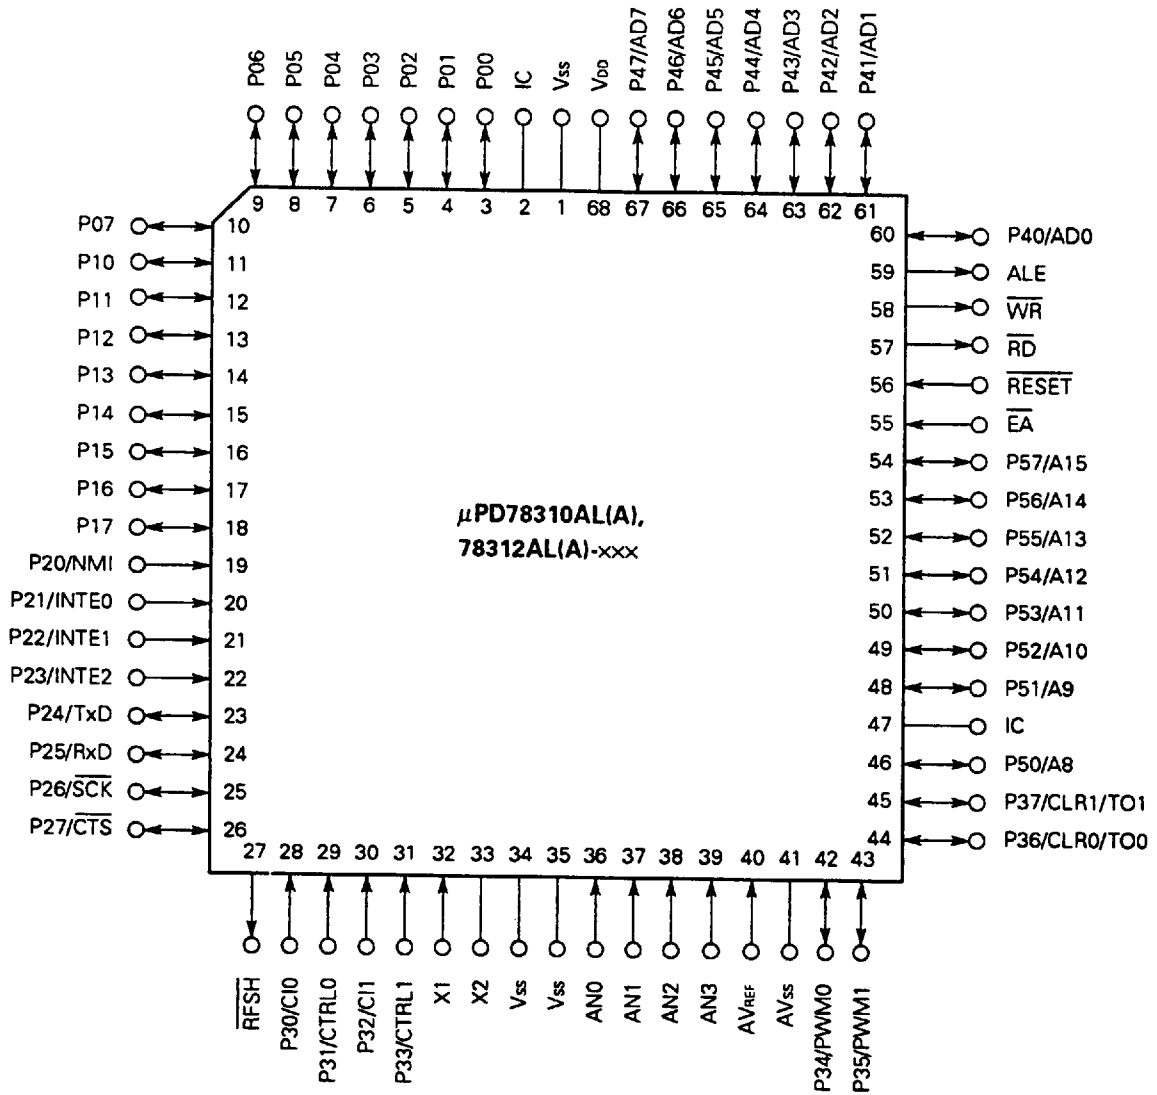 P06 P05 P04 P03 P02 P01 P00 IC Vss VDD P47/AD7 P46/AD6 P45/AD5 P44/AD4 P43/AD3 P42/AD2 P41/AD1
9 8 7 6 5 4 3 2 1 68 67 66 65 64 63 62 61
P07 10
P10 11
P11 12
P12 13
P13 14
P14 15
P15 16
P16 17
P17 18
P20/NMI 19
P21/INTE0 20
P22/INTE1 21
P23/INTE2 22
P24/TxD 23
P25/RxD 24
P26/S̅C̅K̅ 25
P27/C̅T̅S̅ 26
μPD78310AL(A),
78312AL(A)-×××
60 P40/AD0
59 ALE
58 W̅R̅
57 R̅D̅
56 R̅E̅S̅E̅T̅
55 E̅A̅
54 P57/A15
53 P56/A14
52 P55/A13
51 P54/A12
50 P53/A11
49 P52/A10
48 P51/A9
47 IC
46 P50/A8
45 P37/CLR1/TO1
44 P36/CLR0/TO0
27 28 29 30 31 32 33 34 35 36 37 38 39 40 41 42 43
R̅F̅S̅H̅ P30/CI0 P31/CTRL0 P32/CI1 P33/CTRL1 X1 X2 Vss Vss AN0 AN1 AN2 AN3 AVREF AVss P34/PWM0 P35/PWM1